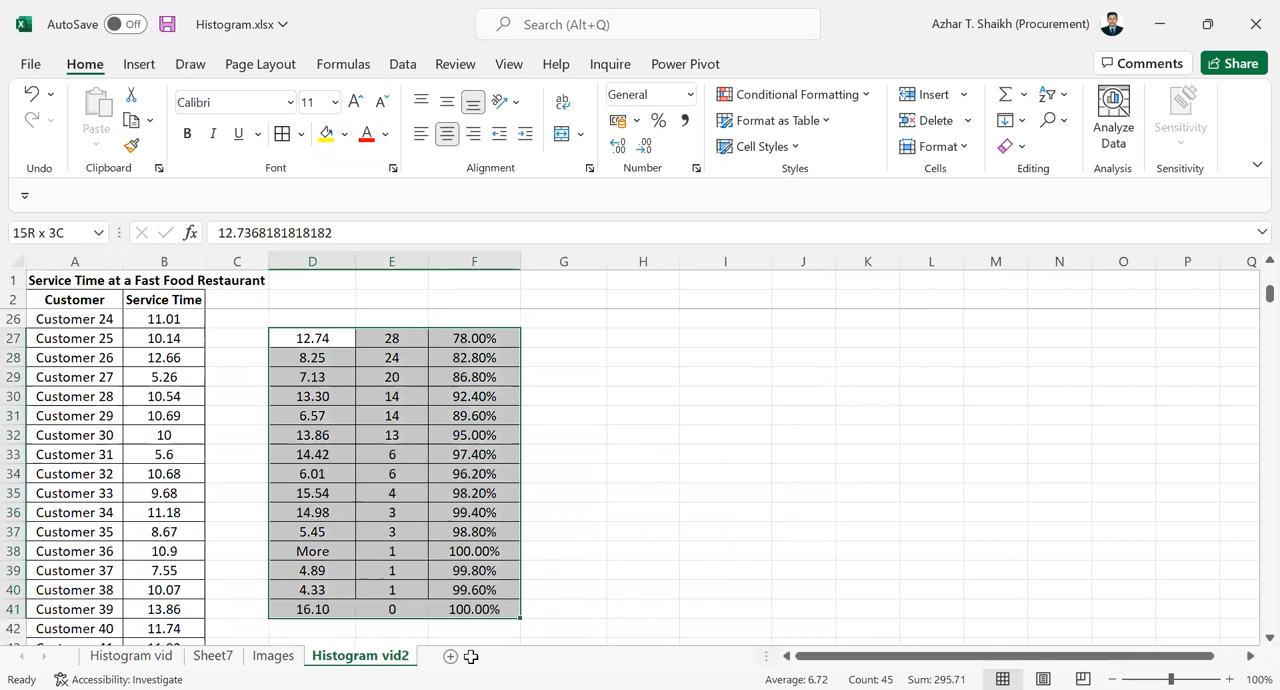 AutoSave Off Histogram.xlsx Search (Alt+Q) Azhar T. Shaikh (Procurement)
File Home Insert Draw Page Layout Formulas Data Review View Help Inquire Power Pivot Comments Share
Calibri 11 General Conditional Formatting Insert
Paste Format as Table Delete Analyze Data Sensitivity
Cell Styles Format
Undo Clipboard Font Alignment Number Styles Cells Editing Analysis Sensitivity
15R x 3C fx 12.7368181818182
A B C D E F G H I J K L M N O P Q
1 Service Time at a Fast Food Restaurant
2 Customer Service Time
26 Customer 24 11.01
27 Customer 25 10.14 12.74 28 78.00%
28 Customer 26 12.66 8.25 24 82.80%
29 Customer 27 5.26 7.13 20 86.80%
30 Customer 28 10.54 13.30 14 92.40%
31 Customer 29 10.69 6.57 14 89.60%
32 Customer 30 10 13.86 13 95.00%
33 Customer 31 5.6 14.42 6 97.40%
34 Customer 32 10.68 6.01 6 96.20%
35 Customer 33 9.68 15.54 4 98.20%
36 Customer 34 11.18 14.98 3 99.40%
37 Customer 35 8.67 5.45 3 98.80%
38 Customer 36 10.9 More 1 100.00%
39 Customer 37 7.55 4.89 1 99.80%
40 Customer 38 10.07 4.33 1 99.60%
41 Customer 39 13.86 16.10 0 100.00%
42 Customer 40 11.74
Histogram vid Sheet7 Images Histogram vid2
Ready Accessibility: Investigate Average: 6.72 Count: 45 Sum: 295.71 100%